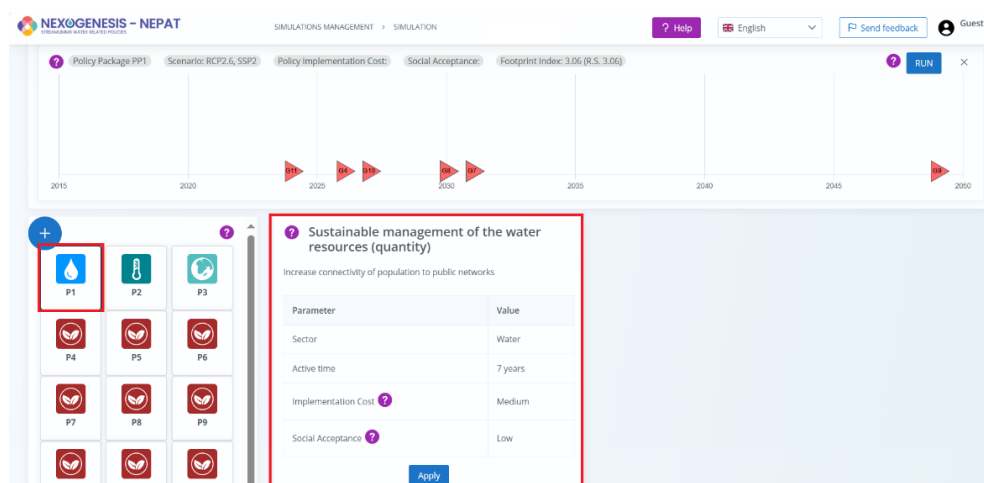 NEXOGENESIS – NEPAT
STREAMLINING WATER RELATED POLICIES
SIMULATIONS MANAGEMENT > SIMULATION
? Help
English
Send feedback
Guest
? Policy Package PP1 Scenario: RCP2.6, SSP2 Policy Implementation Cost: Social Acceptance: Footprint Index: 3.06 (R.S. 3.06) ? RUN ×
G11 G4 G10 G8 G7 G9
2015 2020 2025 2030 2035 2040 2045 2050
+ ?
P1 P2 P3
P4 P5 P6
P7 P8 P9
? Sustainable management of the water
resources (quantity)
Increase connectivity of population to public networks
Parameter Value
Sector Water
Active time 7 years
Implementation Cost ? Medium
Social Acceptance ? Low
Apply